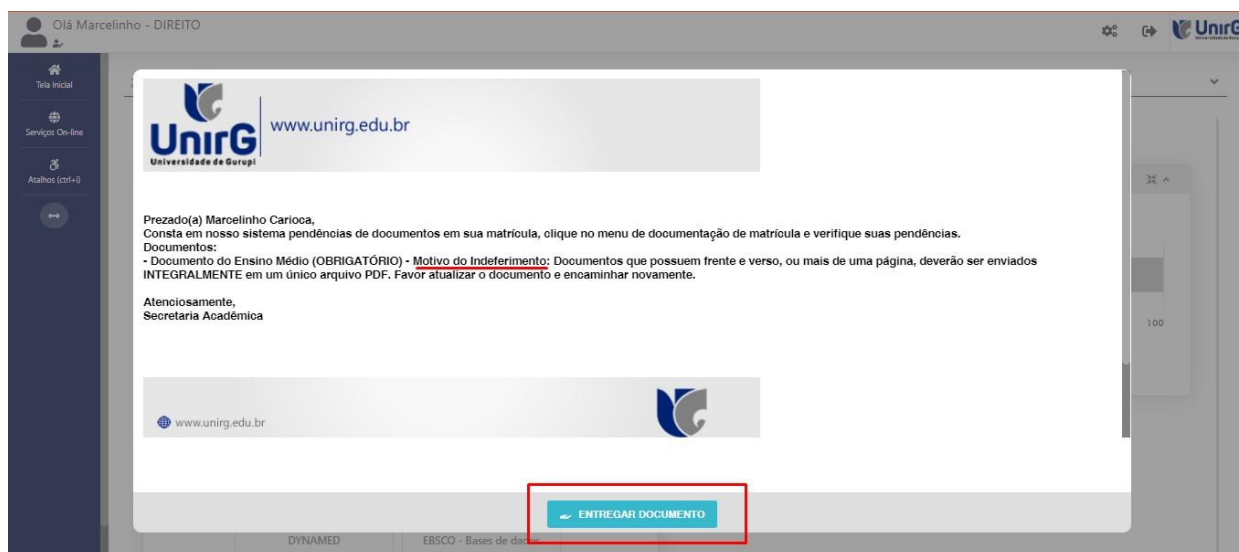 Olá Marcelinho - DIREITO
UnirG
Tela Inicial
Serviços On-line
Atalhos (ctrl+i)
UnirG
Universidade de Gurupi
www.unirg.edu.br
Prezado(a) Marcelinho Carioca,
Consta em nosso sistema pendências de documentos em sua matrícula, clique no menu de documentação de matrícula e verifique suas pendências.
Documentos:
- Documento do Ensino Médio (OBRIGATÓRIO) - Motivo do Indeferimento: Documentos que possuem frente e verso, ou mais de uma página, deverão ser enviados
INTEGRALMENTE em um único arquivo PDF. Favor atualizar o documento e encaminhar novamente.
Atenciosamente,
Secretaria Acadêmica
100
www.unirg.edu.br
ENTREGAR DOCUMENTO
DYNAMED
EBSCO - Bases de dados